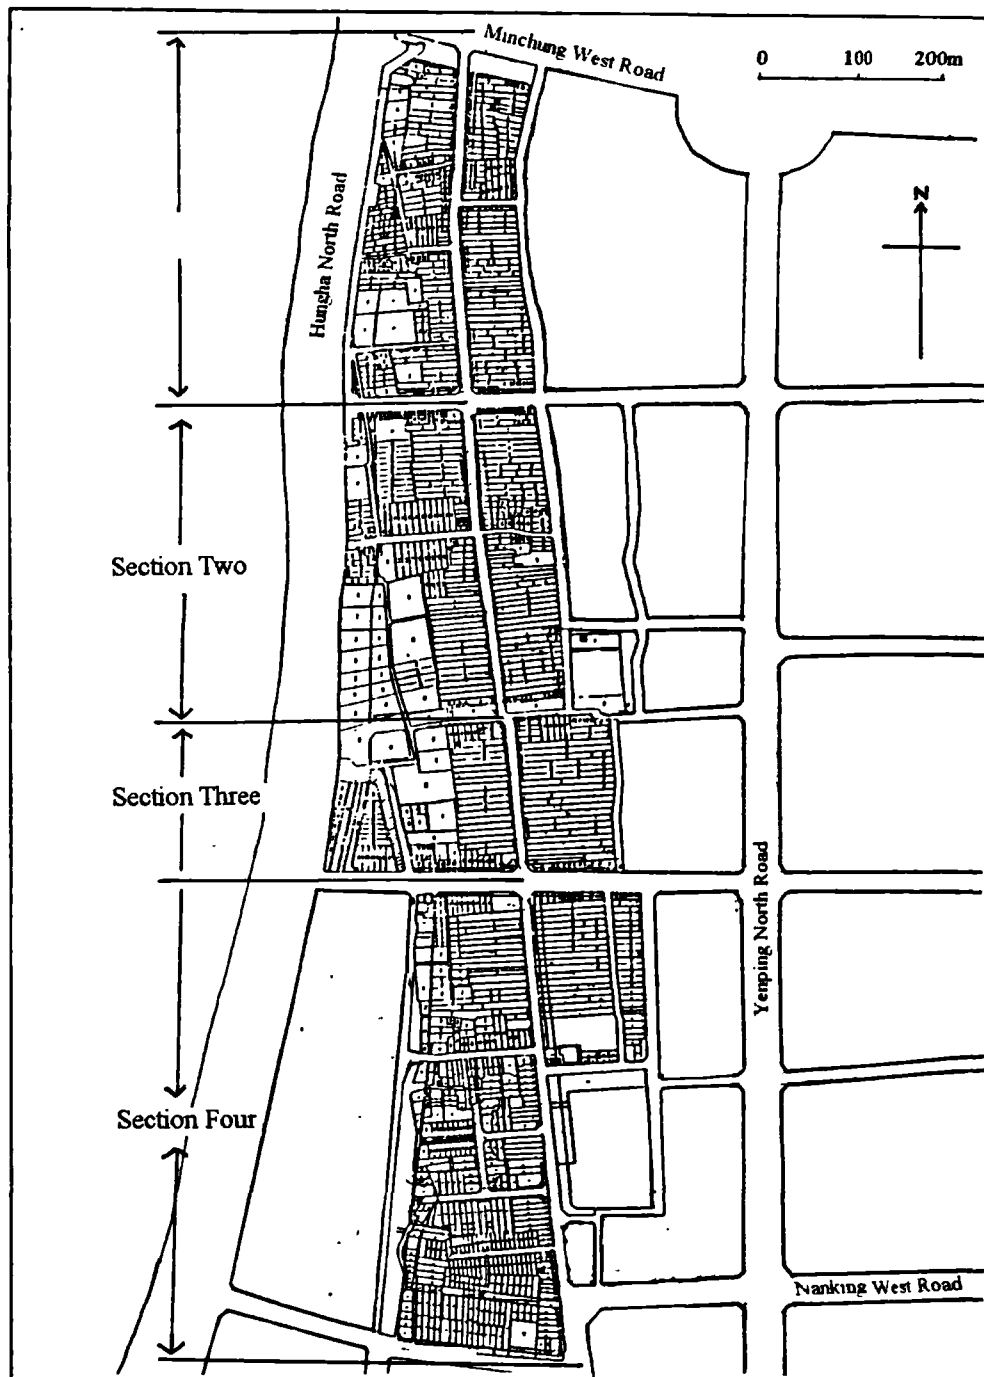 Minchung West Road
0 100 200m
Hungha North Road
N
Section Two
Section Three
Yenping North Road
Section Four
Nanking West Road